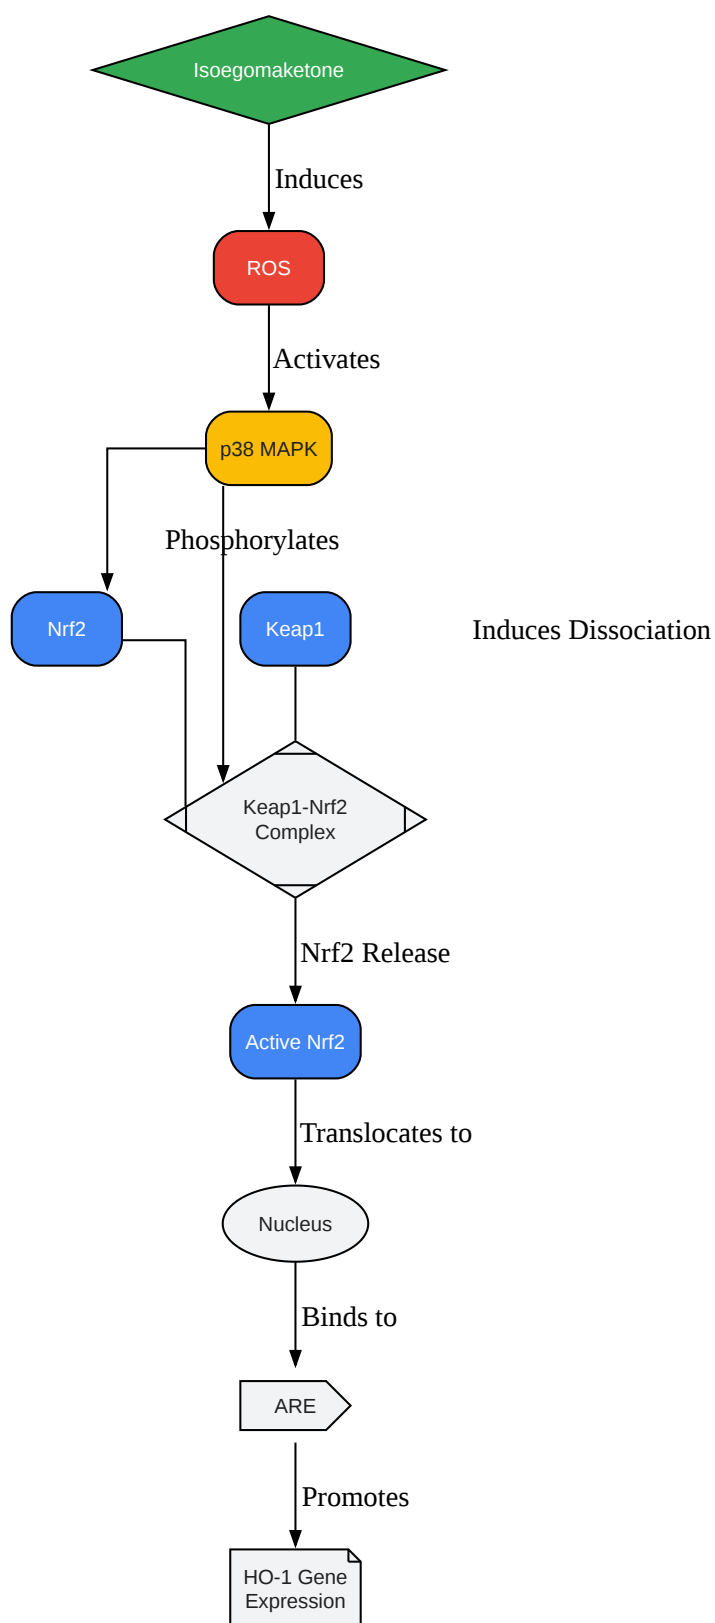 Isoegomaketone
Induces
ROS
Activates
p38 MAPK
Phosphorylates
Nrf2
Keap1
Induces Dissociation
Keap1-Nrf2
Complex
Nrf2 Release
Active Nrf2
Translocates to
Nucleus
Binds to
ARE
Promotes
HO-1 Gene
Expression